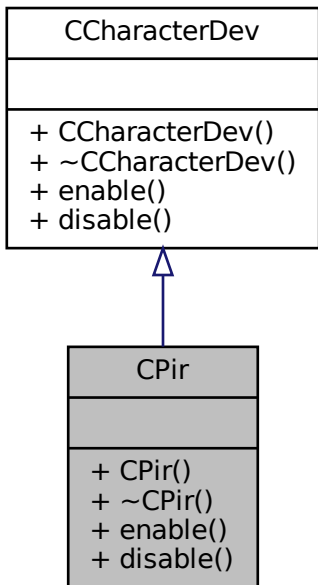 CCharacterDev
+ CCharacterDev()
+ ~CCharacterDev()
+ enable()
+ disable()
CPir
+ CPir()
+ ~CPir()
+ enable()
+ disable()